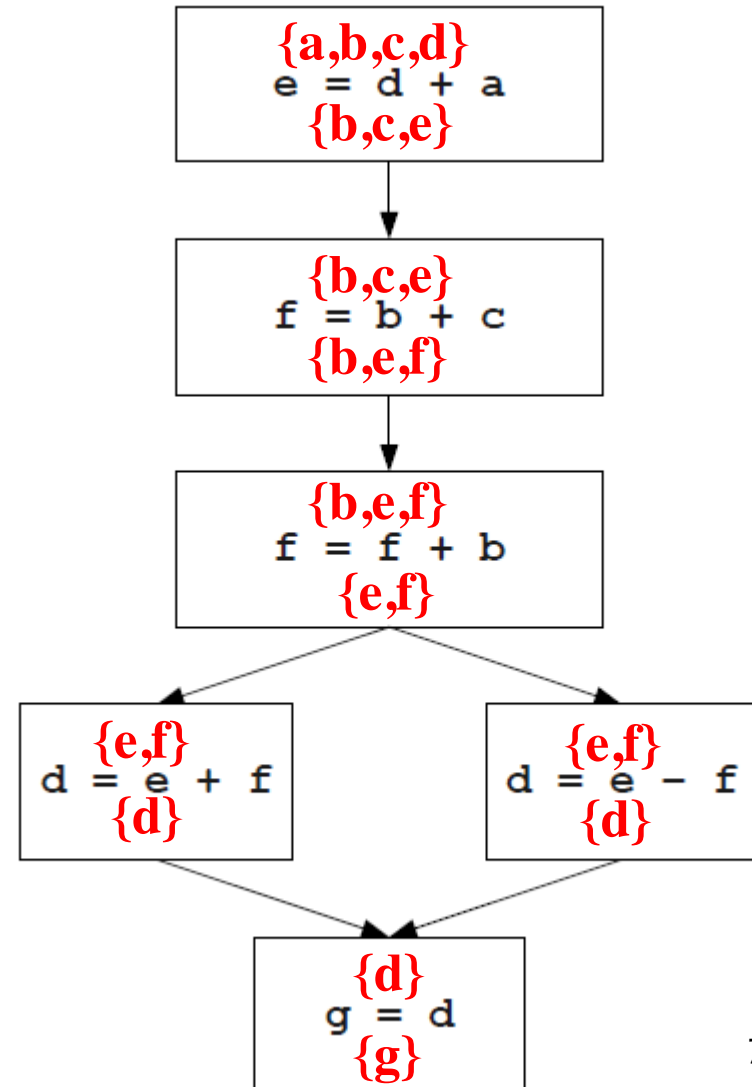 {a,b,c,d}
e = d + a
{b,c,e}
{b,c,e}
f = b + c
{b,e,f}
{b,e,f}
f = f + b
{e,f}
{e,f}
d = e + f
{d}
{e,f}
d = e - f
{d}
{d}
g = d
{g}